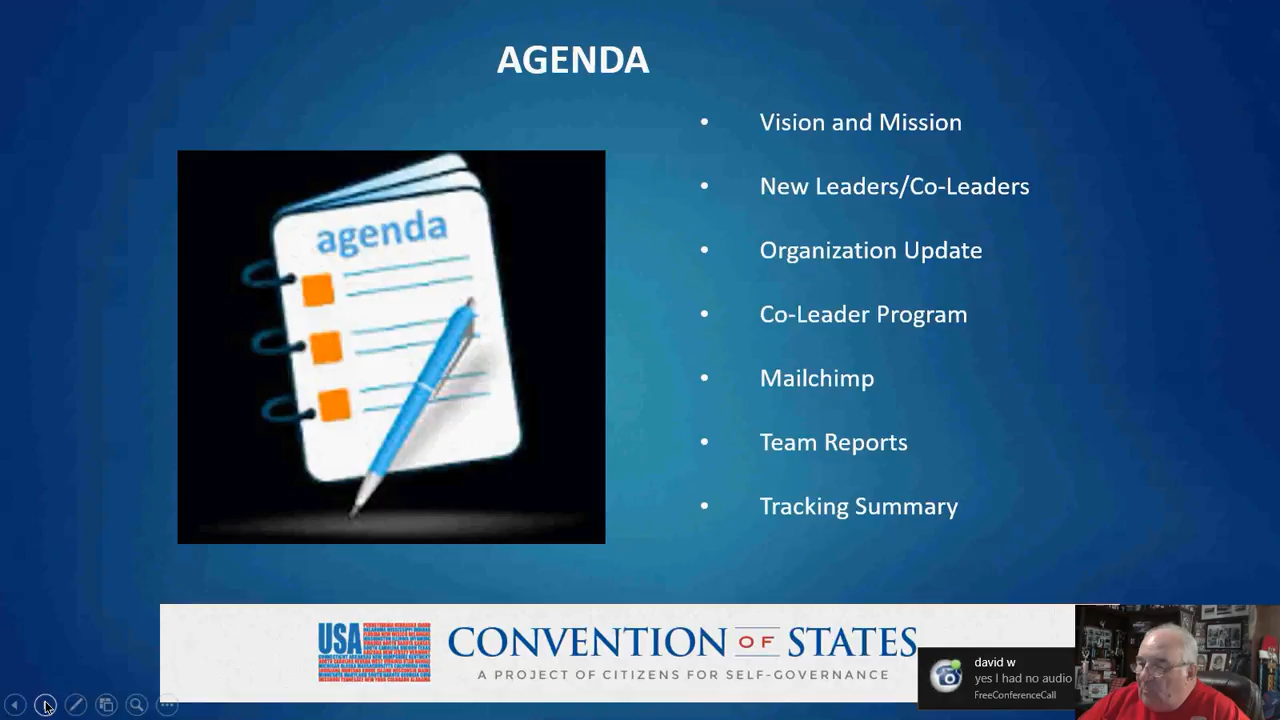 AGENDA
• Vision and Mission
• New Leaders/Co-Leaders
• Organization Update
• Co-Leader Program
• Mailchimp
• Team Reports
• Tracking Summary
agenda
USA
CONVENTION OF STATES
A PROJECT OF CITIZENS FOR SELF-GOVERNANCE
david w
yes I had no audio
FreeConferenceCall